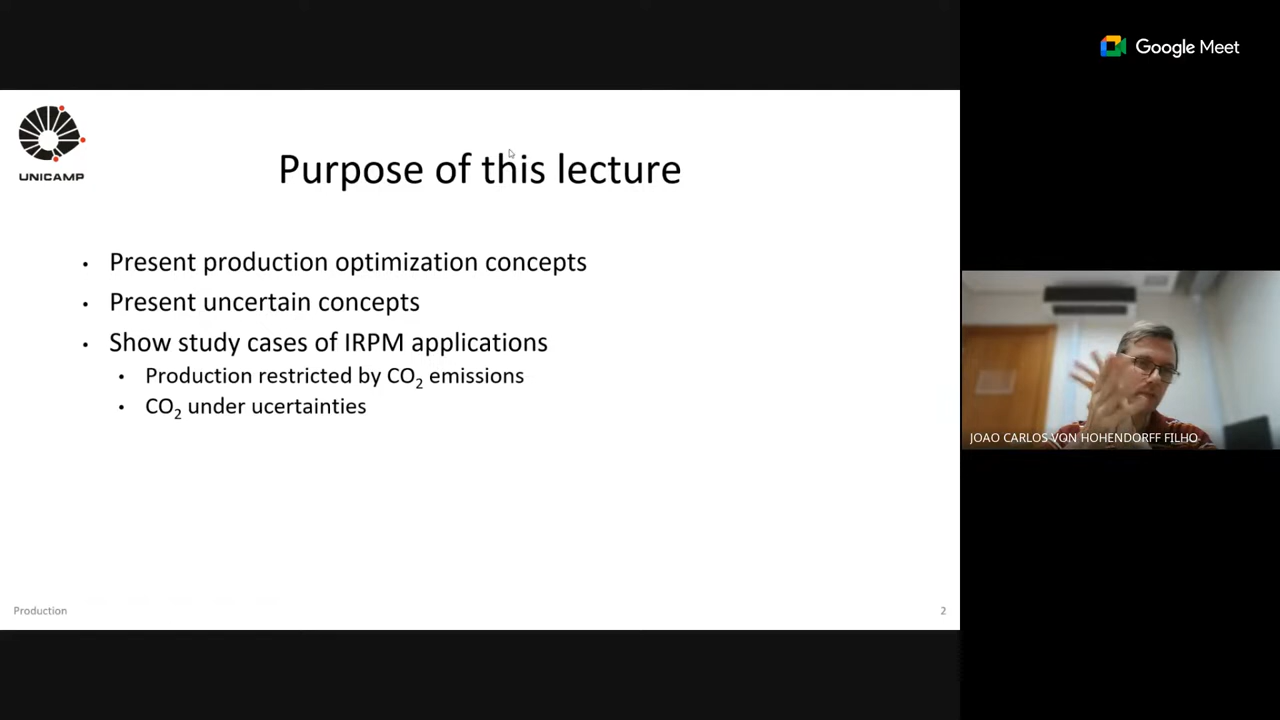 Google Meet
UNICAMP
Purpose of this lecture
• Present production optimization concepts
• Present uncertain concepts
• Show study cases of IRPM applications
• Production restricted by CO₂ emissions
• CO₂ under ucertainties
JOAO CARLOS VON HOHENDORFF FILHO
Production
2